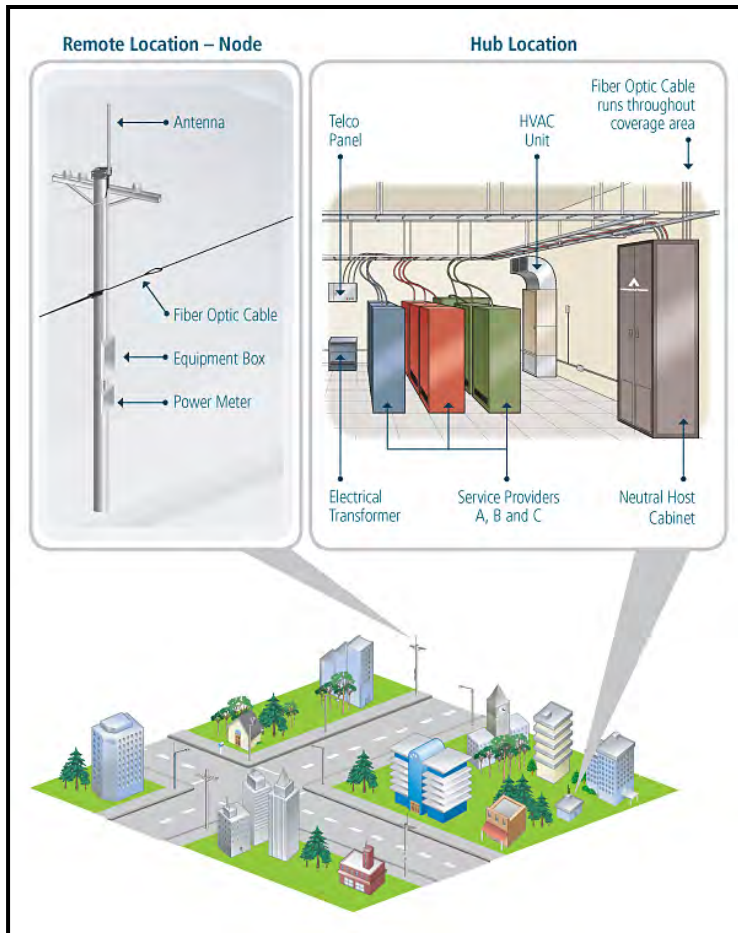 Remote Location – Node
Antenna
Fiber Optic Cable
Equipment Box
Power Meter
Hub Location
Telco
Panel
HVAC
Unit
Fiber Optic Cable
runs throughout
coverage area
Electrical
Transformer
Service Providers
A, B and C
Neutral Host
Cabinet